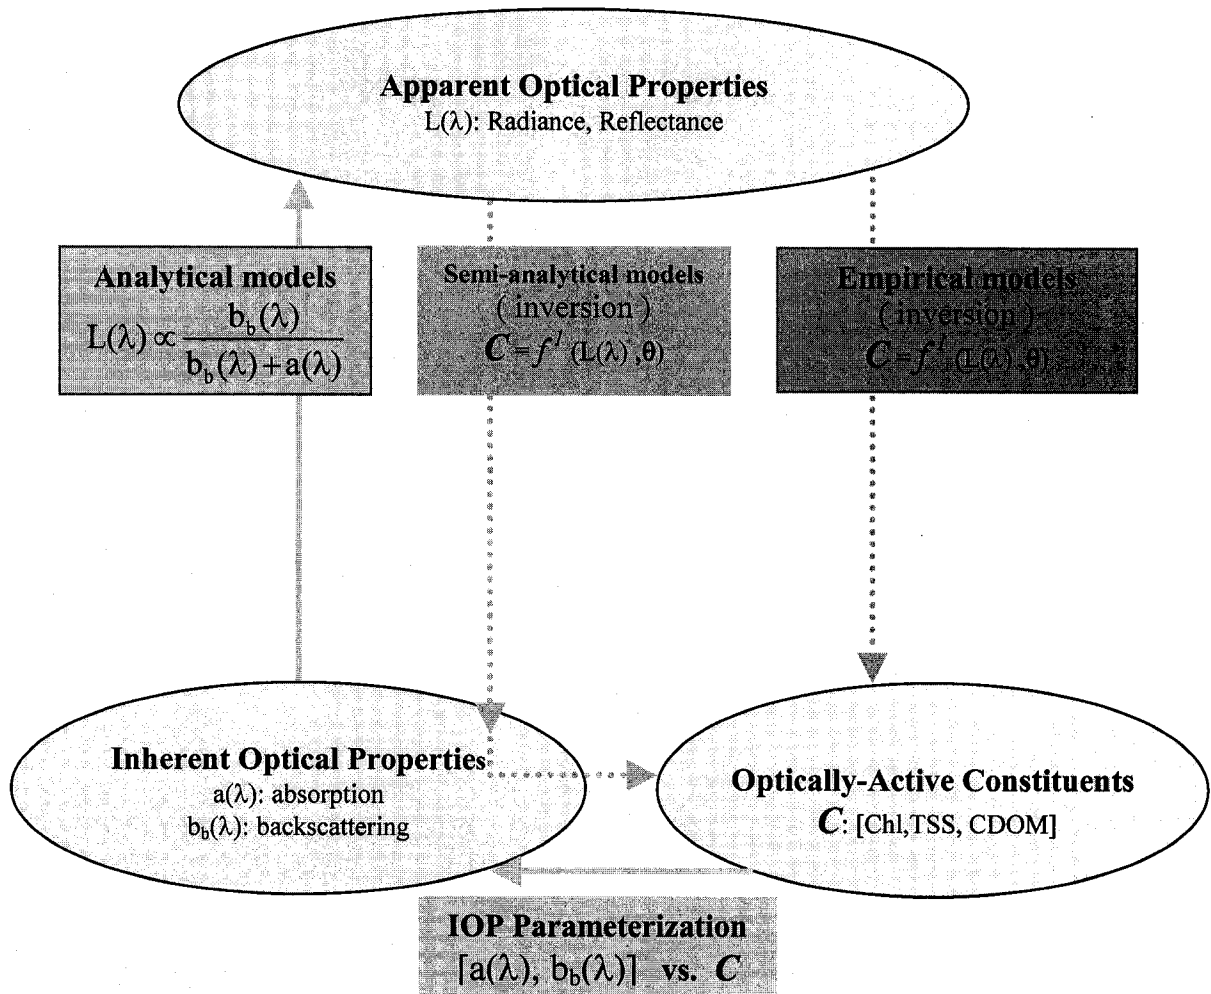 Apparent Optical Properties
L(λ): Radiance, Reflectance
Analytical models
L(λ) ∝ b_b(λ) / (b_b(λ) + a(λ))
Semi-analytical models
( inversion )
C = f^1 (L(λ) ,θ)
Empirical models
( inversion )
C = f^1 (L(λ) ,θ)
Inherent Optical Properties
a(λ): absorption
b_b(λ): backscattering
Optically-Active Constituents
C: [Chl,TSS, CDOM]
IOP Parameterization
[a(λ), b_b(λ)] vs. C